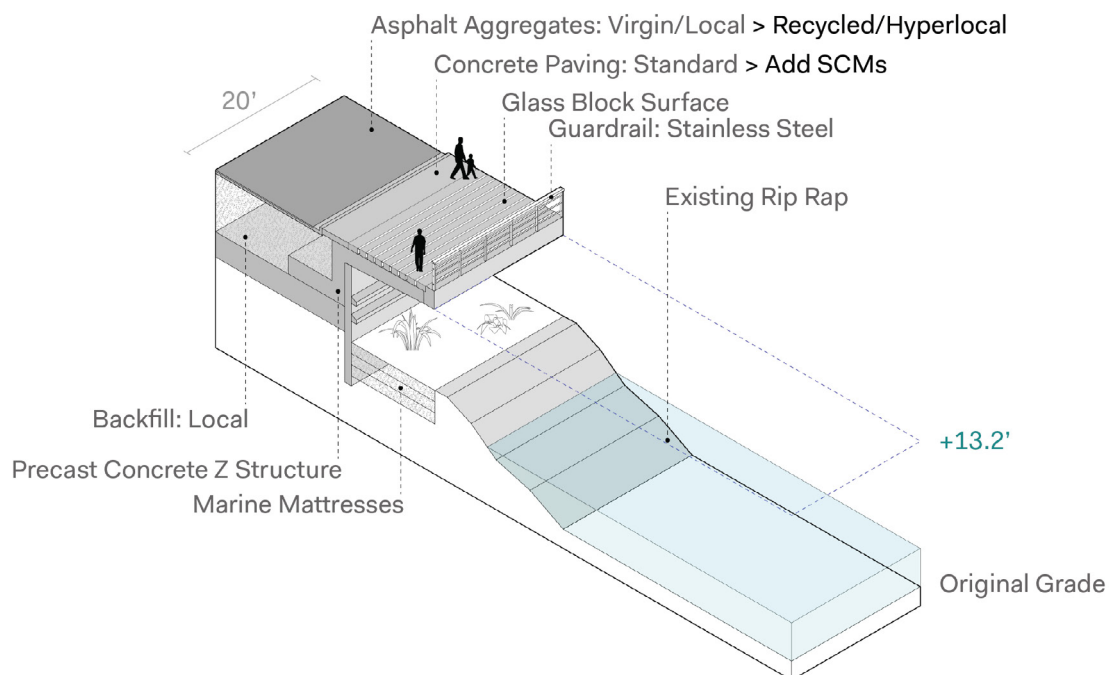 Asphalt Aggregates: Virgin/Local > Recycled/Hyperlocal
Concrete Paving: Standard > Add SCMs
20’
Glass Block Surface
Guardrail: Stainless Steel
Existing Rip Rap
Backfill: Local
+13.2’
Precast Concrete Z Structure
Marine Mattresses
Original Grade